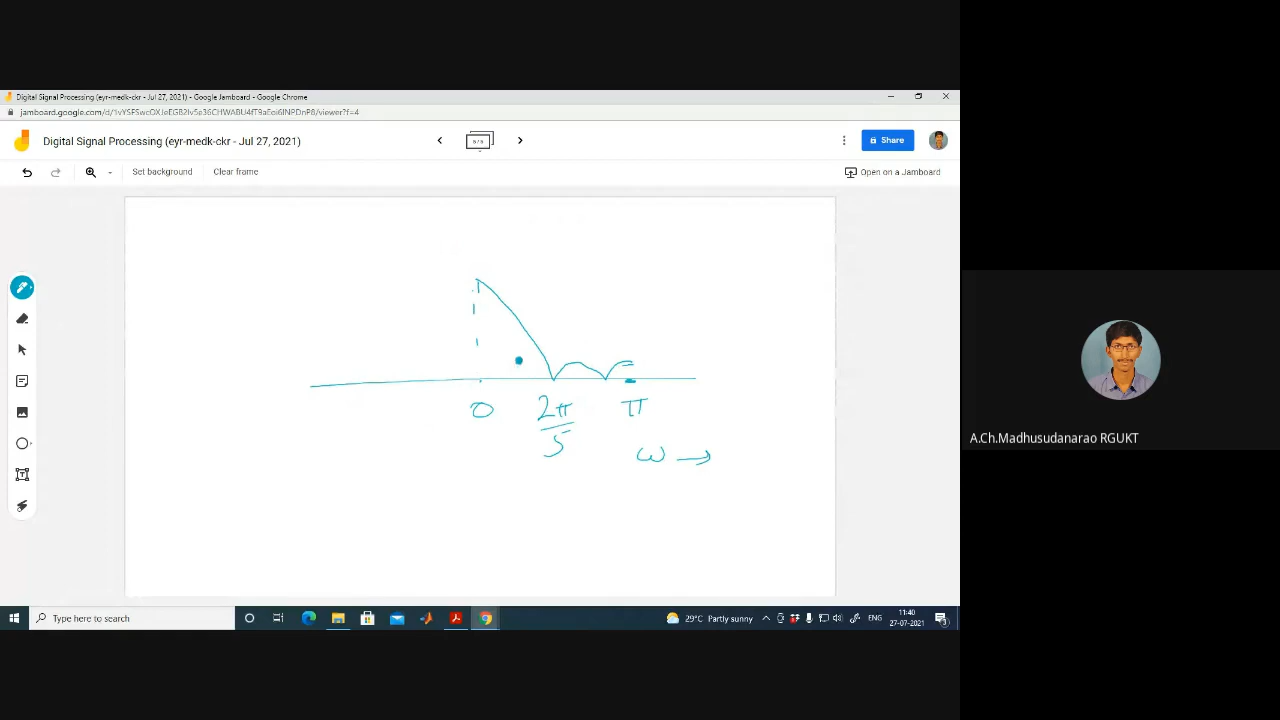 Digital Signal Processing (eyr-medk-ckr - Jul 27, 2021) - Google Jamboard - Google Chrome
Digital Signal Processing (eyr-medk-ckr - Jul 27, 2021)
Share
Set background
Clear frame
Open on a Jamboard
0
2π
5
π
ω →
A.Ch.Madhusudanarao RGUKT
Type here to search
29°C Partly sunny
ENG
11:40
27-07-2021